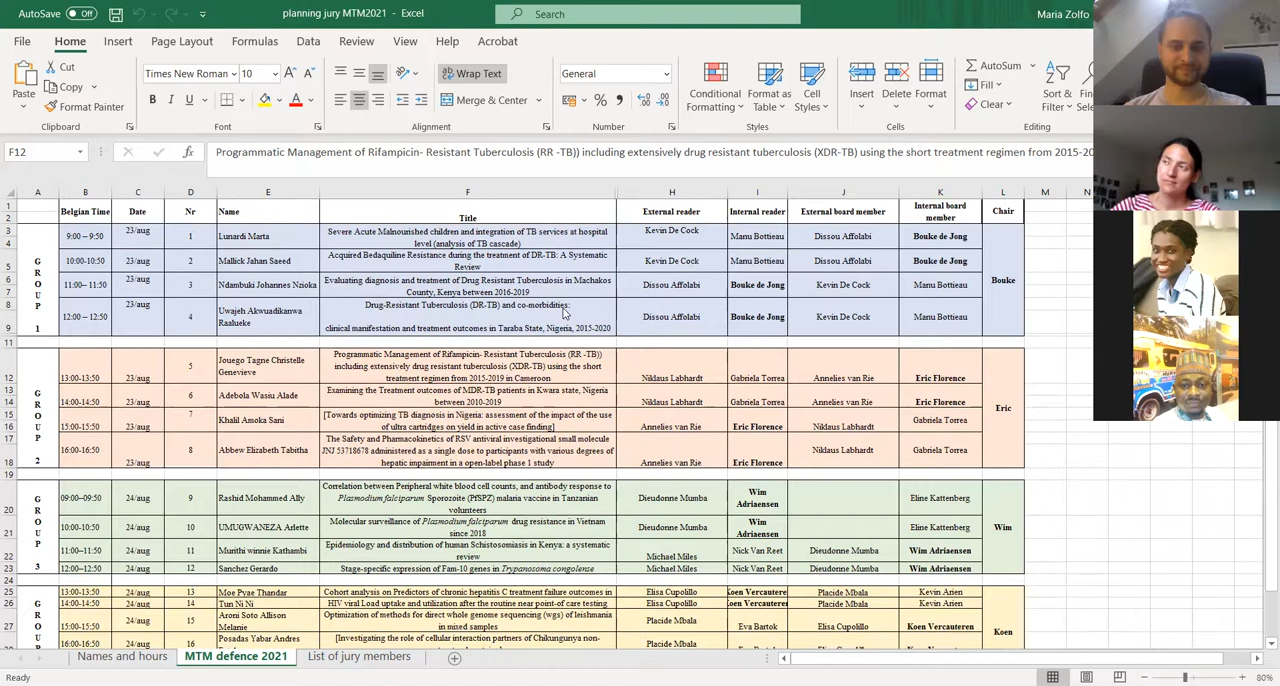 AutoSave Off planning jury MTM2021 - Excel Search Maria Zolfo
File Home Insert Page Layout Formulas Data Review View Help Acrobat
Cut Times New Roman 10 Wrap Text General AutoSum
Paste Copy Conditional Format as Cell Insert Delete Format Fill Sort &
Format Painter B I U Merge & Center Formatting Table Styles Clear Filter
Clipboard Font Alignment Number Styles Cells Editing
F12 fx Programmatic Management of Rifampicin- Resistant Tuberculosis (RR -TB)) including extensively drug resistant tuberculosis (XDR-TB) using the short treatment regimen from 2015-20
A B C D E F H I J K L M N
1 Belgian Time Date Nr Name External reader Internal reader External board member Internal board member Chair
2 Title
3 9:00 – 9:50 23/aug 1 Lunardi Marta Severe Acute Malnourished children and integration of TB services at hospital Kevin De Cock Manu Bottieau Dissou Affolabi Bouke de Jong
4 level (analysis of TB cascade)
5 10:00-10:50 23/aug 2 Mallick Jahan Saeed Acquired Bedaquiline Resistance during the treatment of DR-TB: A Systematic Kevin De Cock Manu Bottieau Dissou Affolabi Bouke de Jong
Review
6 11:00– 11:50 23/aug 3 Ndambuki Johannes Nzioka Evaluating diagnosis and treatment of Drug Resistant Tuberculosis in Machakos Dissou Affolabi Bouke de Jong Kevin De Cock Manu Bottieau Bouke
7 County, Kenya between 2016-2019
8 12:00 – 12:50 23/aug 4 Uwajeh Akwuadikanwa Drug-Resistant Tuberculosis (DR-TB) and co-morbidities: Dissou Affolabi Bouke de Jong Kevin De Cock Manu Bottieau
9 Raalueke clinical manifestation and treatment outcomes in Taraba State, Nigeria, 2015-2020
GROUP 1
11
12 13:00-13:50 23/aug 5 Jouego Tagne Christelle Programmatic Management of Rifampicin- Resistant Tuberculosis (RR -TB))
Genevieve including extensively drug resistant tuberculosis (XDR-TB) using the short
treatment regimen from 2015-2019 in Cameroon Niklaus Labhardt Gabriela Torrea Annelies van Rie Eric Florence
13 14:00-14:50 23/aug 6 Adebola Wasiu Alade Examining the Treatment outcomes of MDR-TB patients in Kwara state, Nigeria
14 between 2010-2019 Niklaus Labhardt Gabriela Torrea Annelies van Rie Eric Florence Eric
15 15:00-15:50 23/aug 7 Khalil Amoka Sani [Towards optimizing TB diagnosis in Nigeria: assessment of the impact of the use
16 of ultra cartridges on yield in active case finding] Annelies van Rie Eric Florence Niklaus Labhardt Gabriela Torrea
17 16:00-16:50 8 Abbew Elizabeth Tabitha The Safety and Pharmacokinetics of RSV antiviral investigational small molecule
JNJ 53718678 administered as a single dose to participants with various degrees of Niklaus Labhardt Gabriela Torrea
18 23/aug hepatic impairment in a open-label phase 1 study Annelies van Rie Eric Florence
GROUP 2
19
20 09:00–09:50 24/aug 9 Rashid Mohammed Ally Correlation between Peripheral white blood cell counts, and antibody response to
Plasmodium falciparum Sporozoite (PfSPZ) malaria vaccine in Tanzanian
volunteers Dieudonne Mumba Wim Adriaensen Eline Kattenberg
21 10:00-10:50 24/aug 10 UMUGWANEZA Arlette Molecular surveillance of Plasmodium falciparum drug resistance in Vietnam
since 2018 Dieudonne Mumba Wim Adriaensen Eline Kattenberg Wim
22 11:00–11:50 24/aug 11 Murithi winnie Kathambi Epidemiology and distribution of human Schistosomiasis in Kenya: a systematic
review Michael Miles Nick Van Reet Dieudonne Mumba Wim Adriaensen
23 12:00–12:50 24/aug 12 Sanchez Gerardo Stage-specific expression of Fam-10 genes in Trypanosoma congolense Michael Miles Nick Van Reet Dieudonne Mumba Wim Adriaensen
GROUP 3
24
25 13:00-13:50 24/aug 13 Moe Pyae Thandar Cohort analysis on Predictors of chronic hepatitis C treatment failure outcomes in Elisa Cupolillo Koen Vercauteren Placide Mbala Kevin Arien
26 14:00-14:50 24/aug 14 Tun Ni Ni HIV viral Load uptake and utilization after the routine near point-of care testing Elisa Cupolillo Koen Vercauteren Placide Mbala Kevin Arien
27 15:00-15:50 24/aug 15 Aroni Soto Allison Melanie Optimization of methods for direct whole genome sequencing (wgs) of leishmania
in mixed samples Placide Mbala Eva Bartok Elisa Cupolillo Koen Vercauteren Koen
16:00-16:50 24/aug 16 Posadas Yabar Andres [Investigating the role of cellular interaction partners of Chikungunya non- Placide Mbala
Names and hours MTM defence 2021 List of jury members
Ready 80%